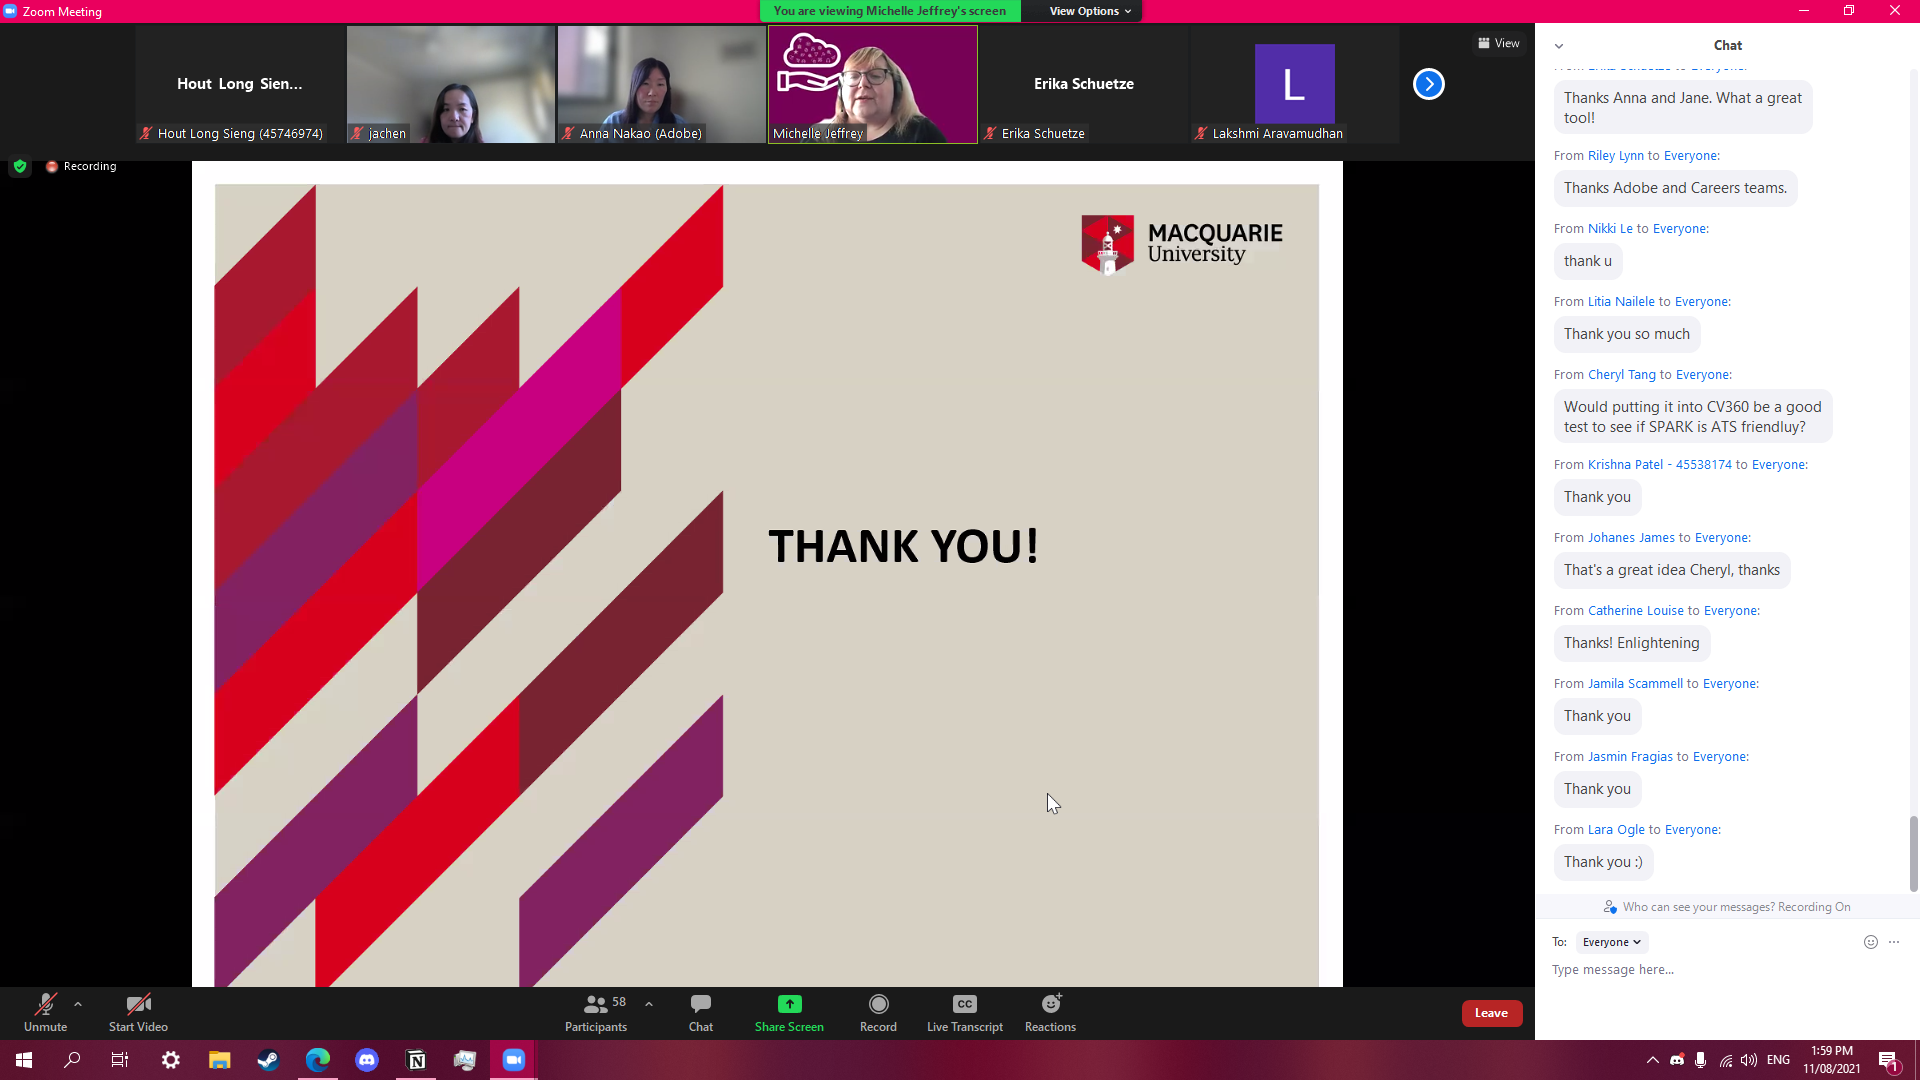 Zoom Meeting
You are viewing Michelle Jeffrey's screen
View Options
Hout Long Sien...
Hout Long Sieng (45746974)
jachen
Anna Nakao (Adobe)
Michelle Jeffrey
Erika Schuetze
Erika Schuetze
L
Lakshmi Aravamudhan
View
Recording
MACQUARIE
University
THANK YOU!
Chat
Thanks Anna and Jane. What a great
tool!
From Riley Lynn to Everyone:
Thanks Adobe and Careers teams.
From Nikki Le to Everyone:
thank u
From Litia Nailele to Everyone:
Thank you so much
From Cheryl Tang to Everyone:
Would putting it into CV360 be a good
test to see if SPARK is ATS friendluy?
From Krishna Patel - 45538174 to Everyone:
Thank you
From Johanes James to Everyone:
That's a great idea Cheryl, thanks
From Catherine Louise to Everyone:
Thanks! Enlightening
From Jamila Scammell to Everyone:
Thank you
From Jasmin Fragias to Everyone:
Thank you
From Lara Ogle to Everyone:
Thank you :)
Who can see your messages? Recording On
To: Everyone
Type message here...
Unmute
Start Video
58
Participants
Chat
Share Screen
Record
CC
Live Transcript
Reactions
Leave
ENG
1:59 PM
11/08/2021
1